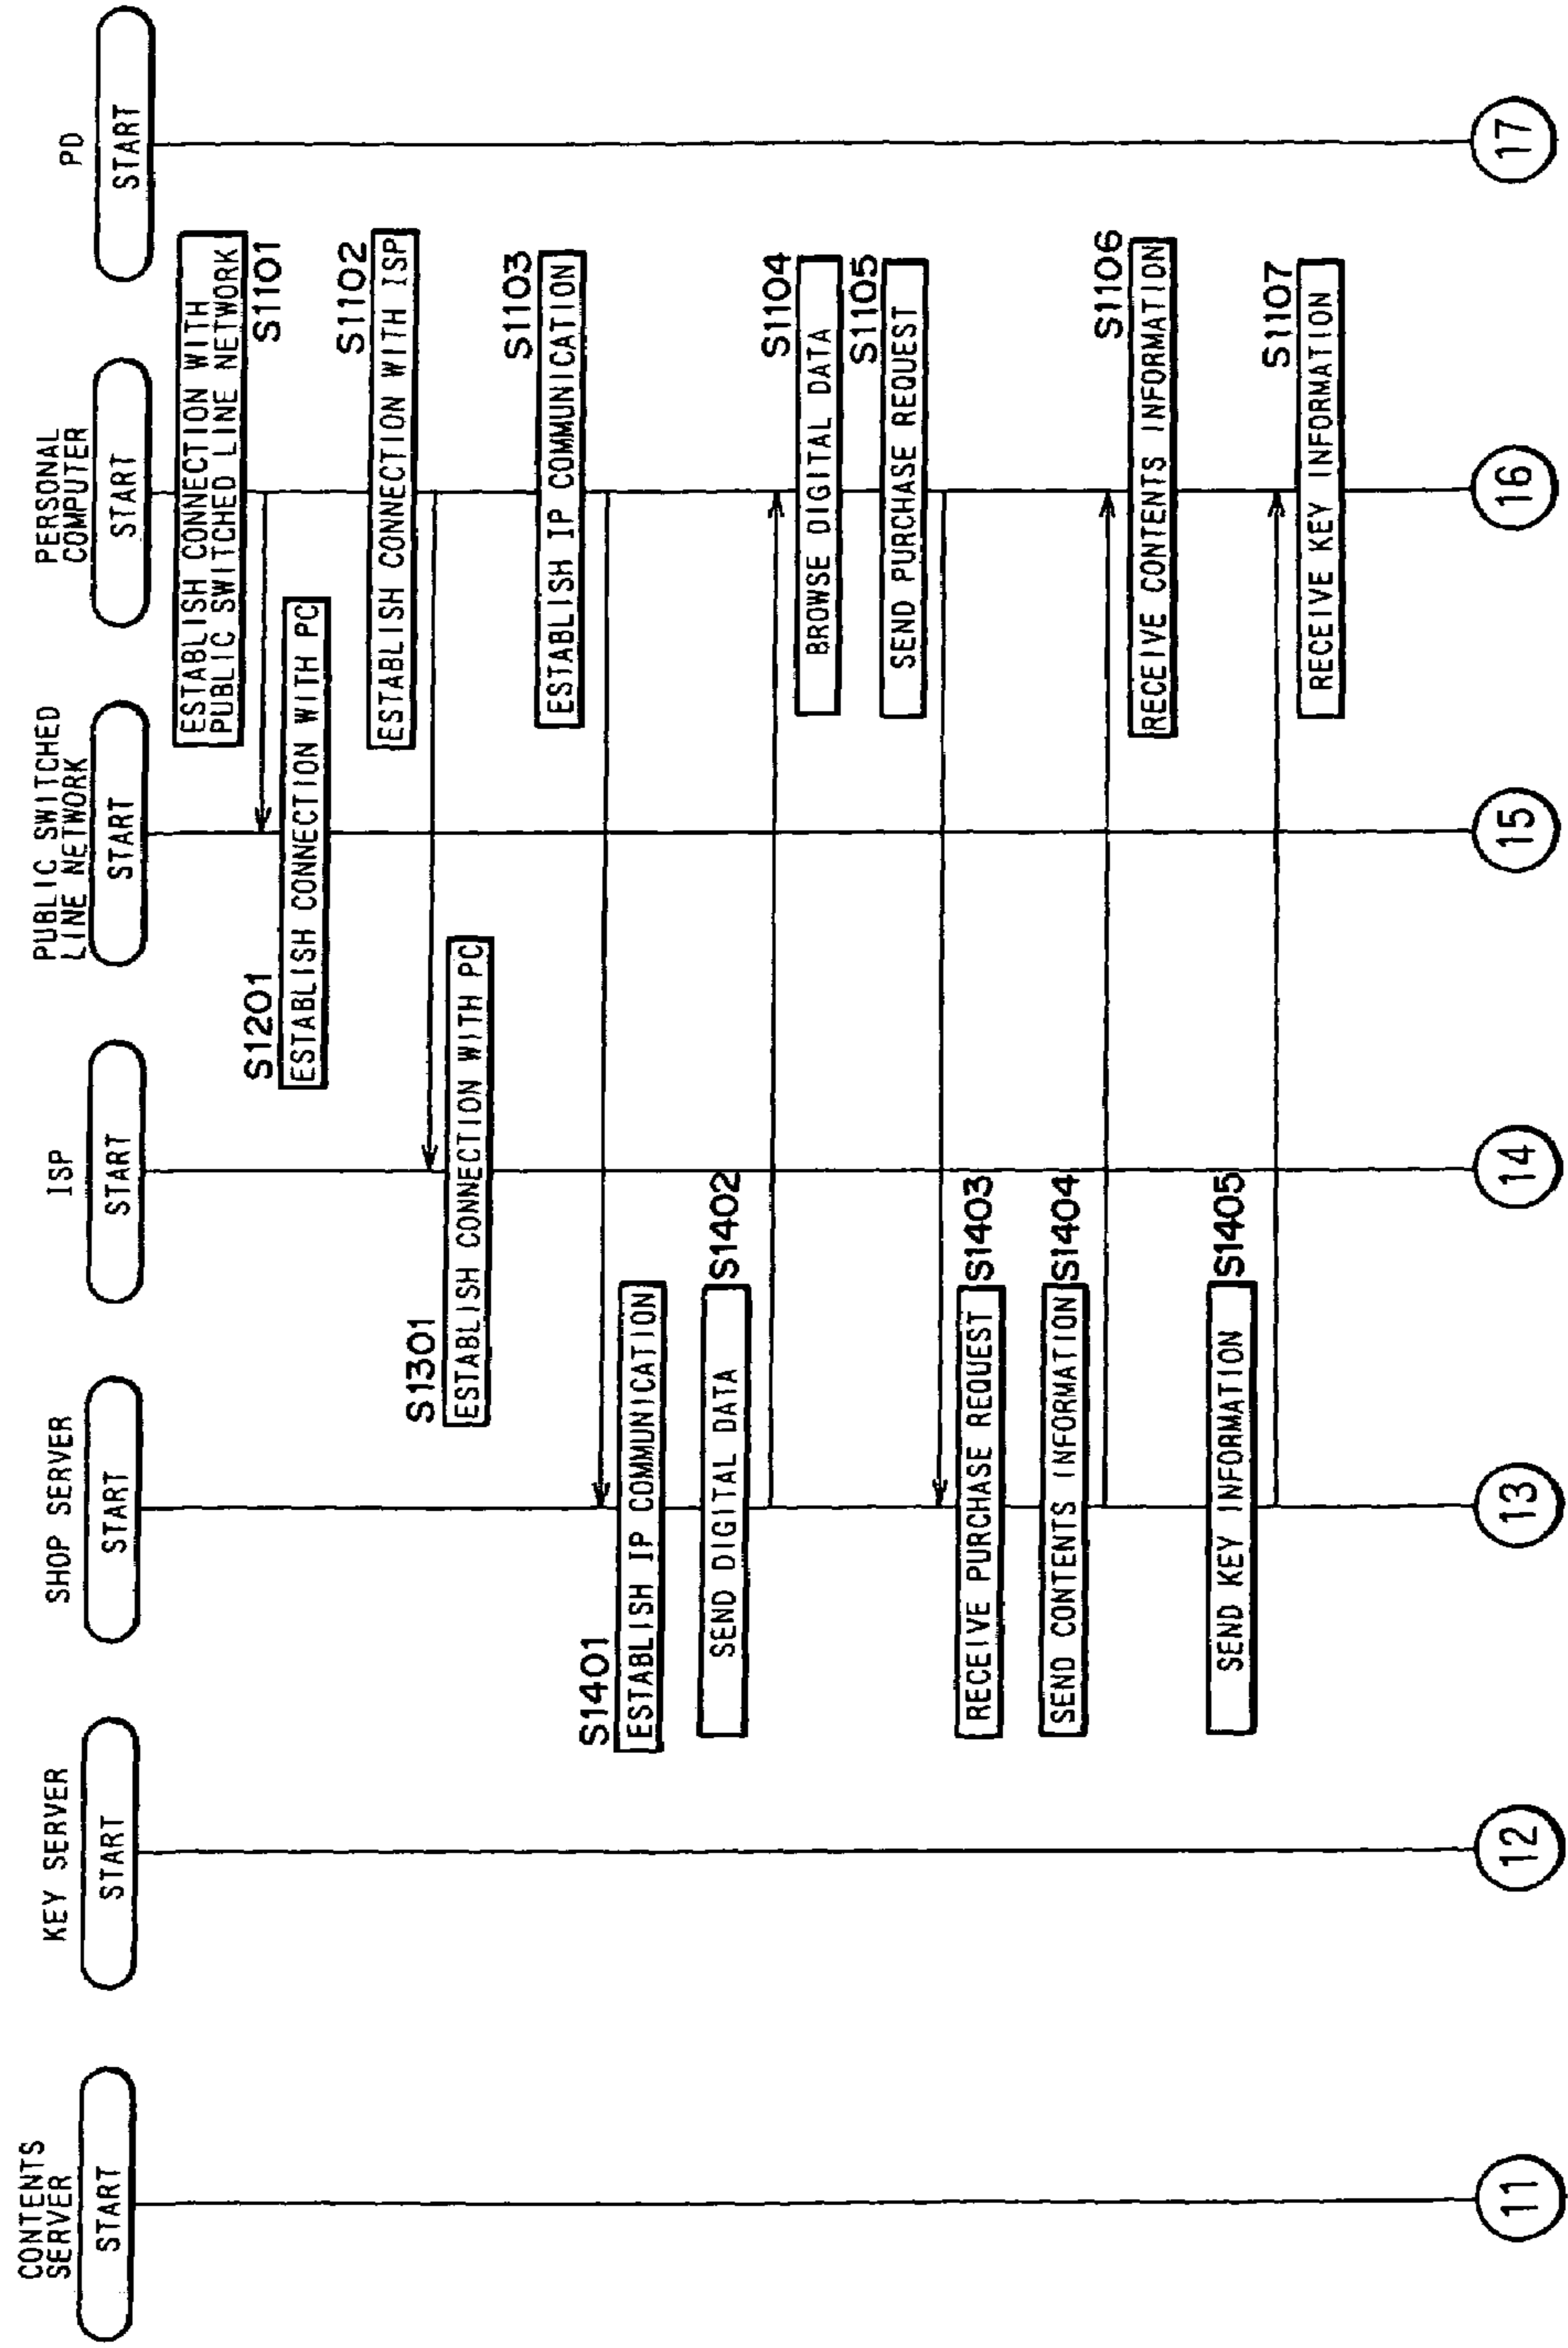 CONTENTS
SERVER
START
KEY SERVER
START
SHOP SERVER
START
ISP
START
PUBLIC SWITCHED
LINE NETWORK
START
PERSONAL
COMPUTER
START
PD
START
ESTABLISH CONNECTION WITH
PUBLIC SWITCHED LINE NETWORK
S1101
S1201
ESTABLISH CONNECTION WITH PC
S1102
ESTABLISH CONNECTION WITH ISP
S1301
ESTABLISH CONNECTION WITH PC
S1103
ESTABLISH IP COMMUNICATION
S1401
ESTABLISH IP COMMUNICATION
SEND DIGITAL DATA
S1402
S1104
BROWSE DIGITAL DATA
S1105
SEND PURCHASE REQUEST
RECEIVE PURCHASE REQUEST
S1403
SEND CONTENTS INFORMATION
S1404
S1106
RECEIVE CONTENTS INFORMATION
SEND KEY INFORMATION
S1405
S1107
RECEIVE KEY INFORMATION
11
12
13
14
15
16
17